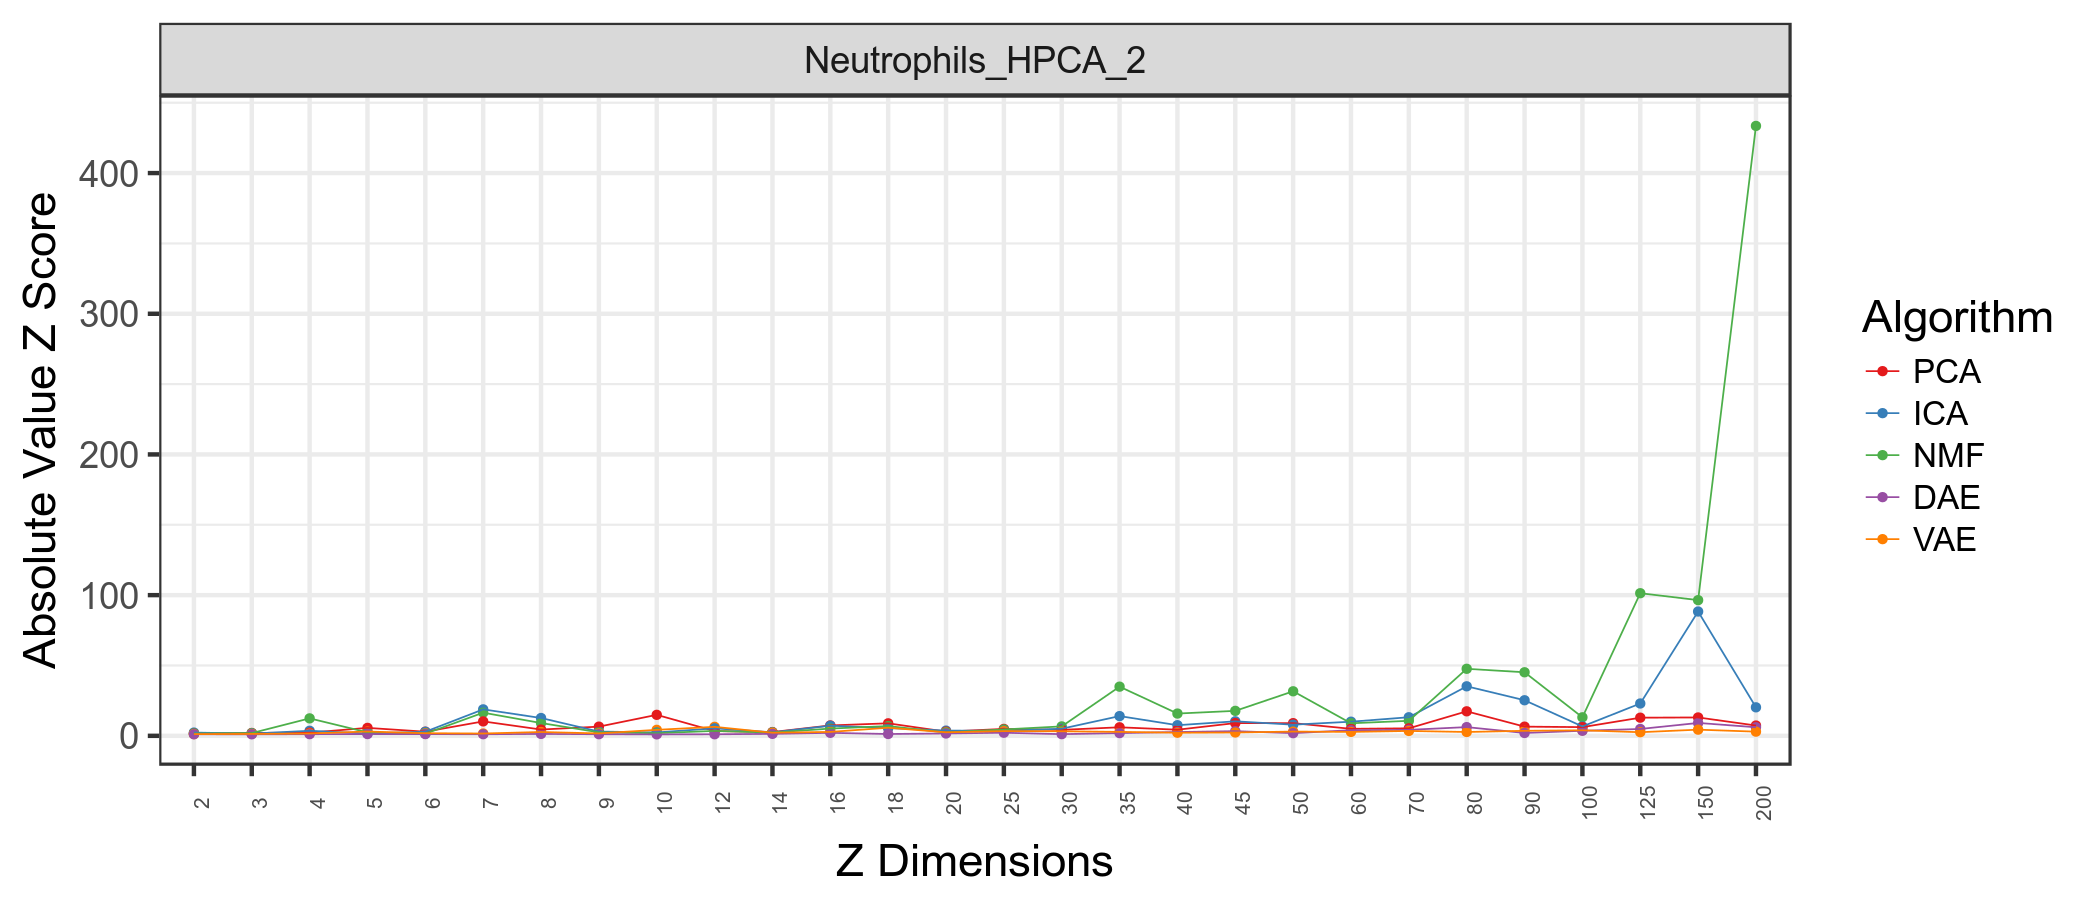 Neutrophils_HPCA_2
Absolute Value Z Score
400
300
200
100
0
2 3 4 5 6 7 8 9 10 12 14 16 18 20 25 30 35 40 45 50 60 70 80 90 100 125 150 200
Z Dimensions
Algorithm
PCA
ICA
NMF
DAE
VAE